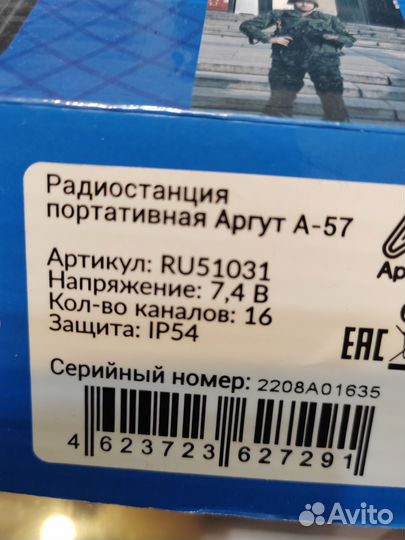 Радиостанция
портативная Аргут А-57
Артикул: RU51031
Напряжение: 7,4 В
Кол-во каналов: 16
Защита: IP54
Серийный номер: 2208A01635
4 623723 627291
EAC
Avito